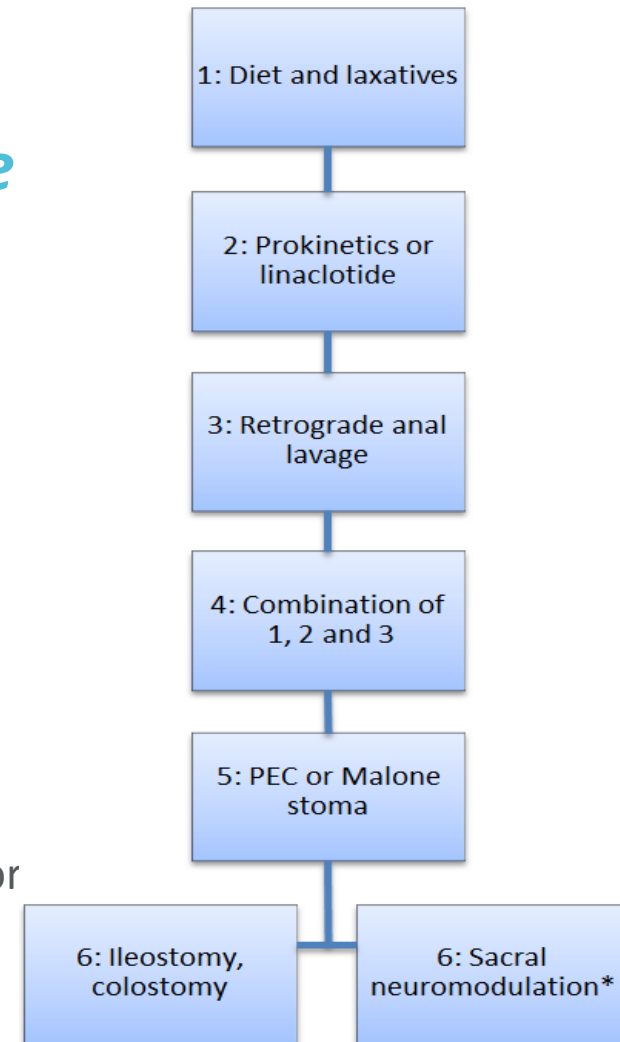 1: Diet and laxatives
e
2: Prokinetics or
linaclotide
3: Retrograde anal
lavage
4: Combination of
1, 2 and 3
5: PEC or Malone
stoma
or
6: Ileostomy,
colostomy
6: Sacral
neuromodulation*